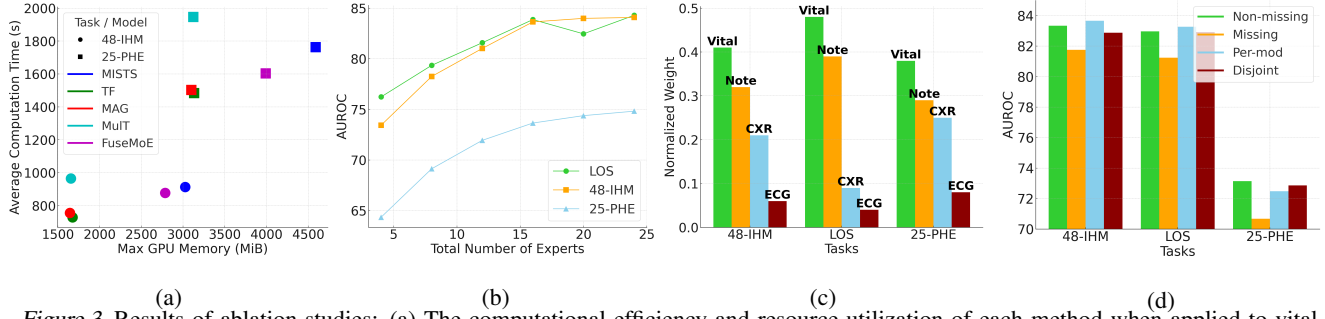 2000
1800
1600
1400
1200
1000
800
1500 2000 2500 3000 3500 4000 4500
Average Computation Time (s)
Max GPU Memory (MiB)
Task / Model
48-IHM
25-PHE
MISTS
TF
MAG
MulT
FuseMoE
(a)
85
80
75
70
65
5 10 15 20 25
AUROC
Total Number of Experts
LOS
48-IHM
25-PHE
(b)
0.5
0.4
0.3
0.2
0.1
0.0
Normalized Weight
Vital
Note
CXR
ECG
Vital
Note
CXR
ECG
Vital
Note
CXR
ECG
48-IHM LOS 25-PHE
Tasks
(c)
84
82
80
78
76
74
72
70
AUROC
Non-missing
Missing
Per-mod
Disjoint
48-IHM LOS 25-PHE
Tasks
(d)
Figure 3. Results of ablation studies: (a) The computational efficiency and resource utilization of each method when applied to vital